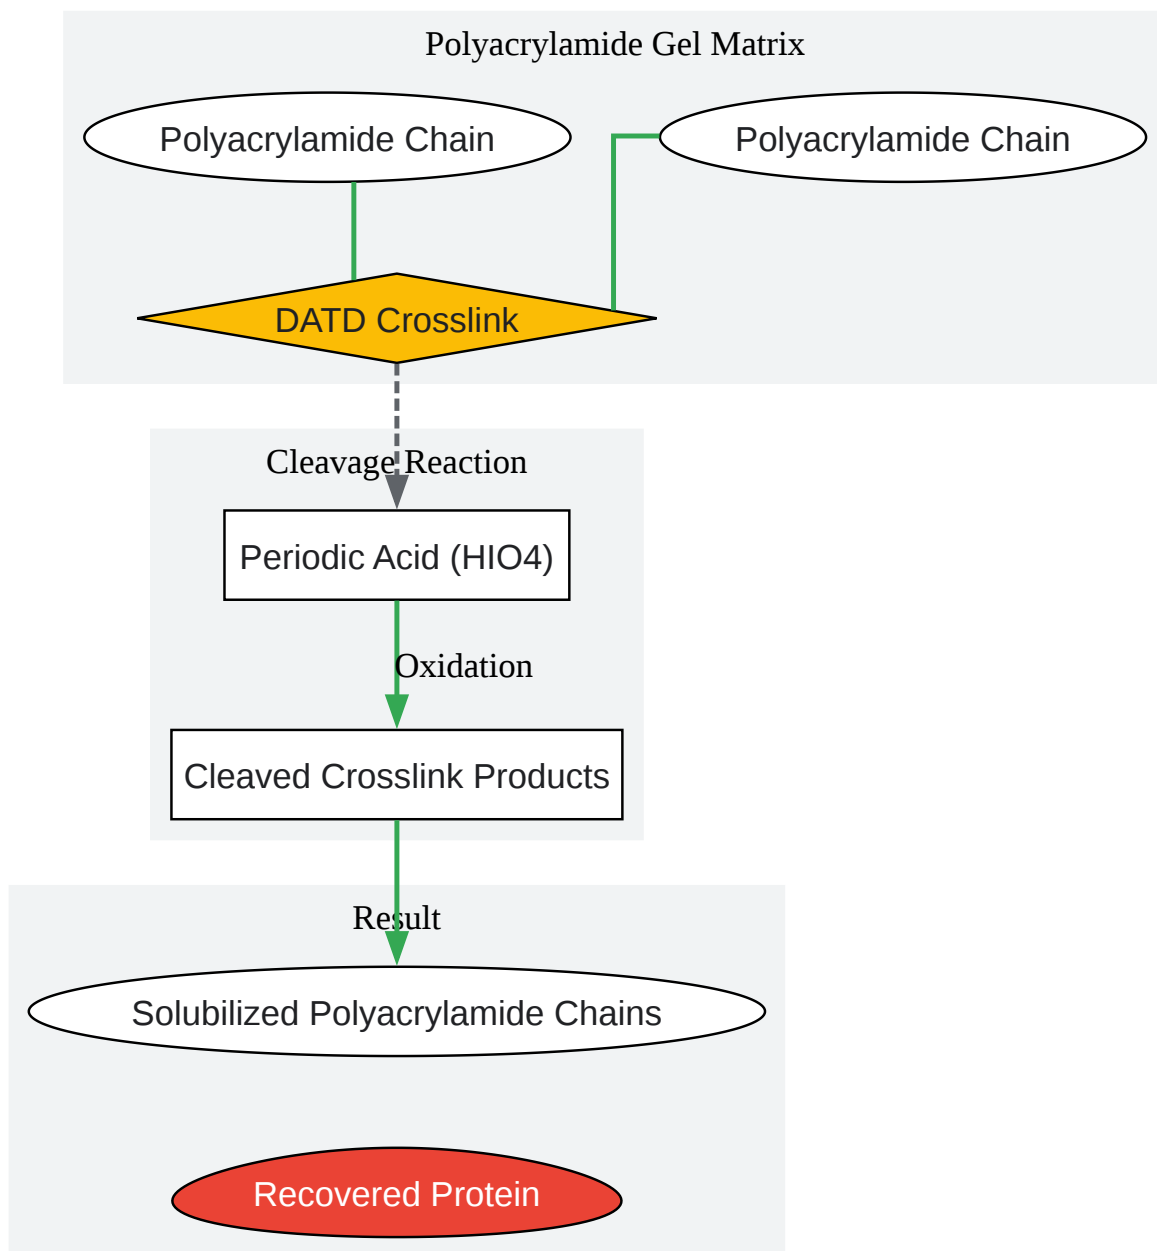 Polyacrylamide Gel Matrix
Polyacrylamide Chain
Polyacrylamide Chain
DATD Crosslink
Cleavage Reaction
Periodic Acid (HIO4)
Oxidation
Cleaved Crosslink Products
Result
Solubilized Polyacrylamide Chains
Recovered Protein